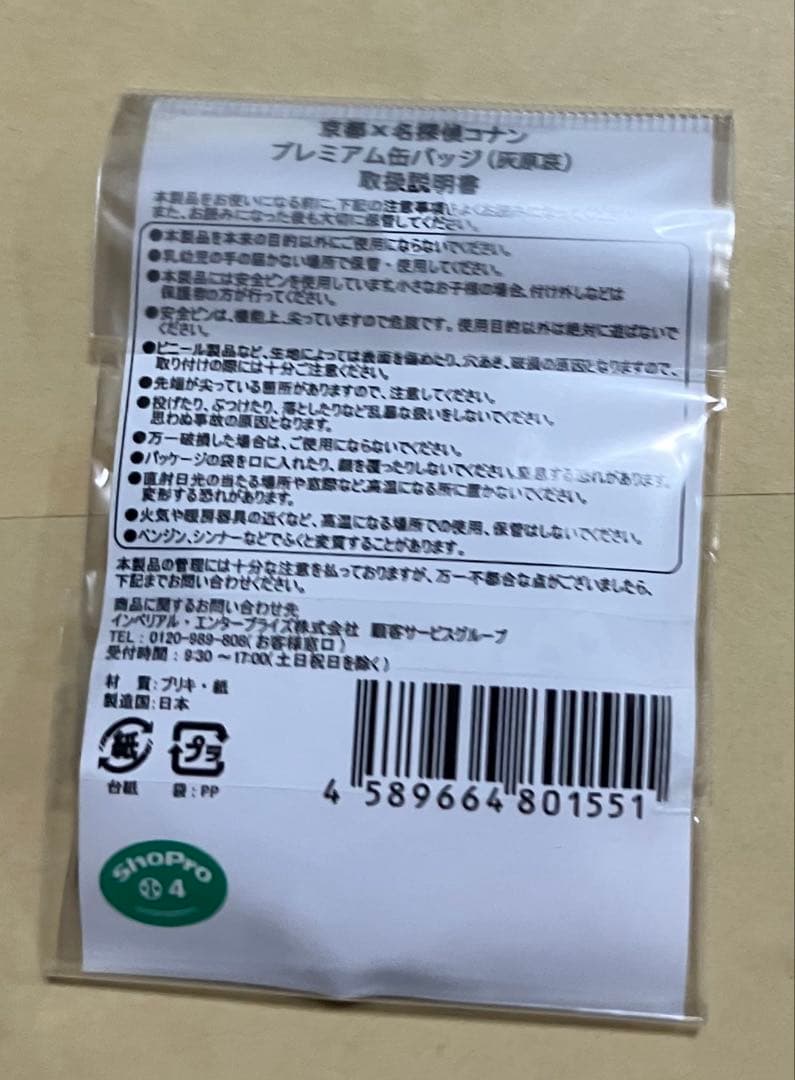 京都×名探偵コナン
プレミアム缶バッジ(灰原哀)
取扱説明書
本製品をお使いになる前に、下記の注意事項をよくお読みになってください。
また、お読みになった後も大切に保管してください。
●本製品を本来の目的以外にご使用にならないでください。
●乳幼児の手の届かない場所で保管・使用してください。
●本製品には安全ピンを使用しています。小さなお子様の場合、付け外しなどは
保護者の方が行ってください。
●安全ピンは、機能上、尖っていますので危険です。使用目的以外は絶対に遊ばないで
ください。
●ビニール製品など、生地によっては表面を傷めたり、穴あき、破損の原因となりますので、
取り付けの際には十分ご注意ください。
●先端が尖っている箇所がありますので、注意してください。
●投げたり、ぶつけたり、落としたりなど乱暴な扱いをしないでください。
思わぬ事故の原因となります。
●万一破損した場合は、ご使用にならないでください。
●パッケージの袋を口に入れたり、顔を覆ったりしないでください。窒息する恐れがあります。
●直射日光の当たる場所や窓際など、高温になる所に置かないでください。
変形する恐れがあります。
●火気や暖房器具の近くなど、高温になる場所での使用、保管はしないでください。
●ベンジン、シンナーなどでふくと変質することがあります。
本製品の管理には十分な注意を払っておりますが、万一不都合な点がございましたら、
下記までお問い合わせください。
商品に関するお問い合わせ先
インペリアル・エンタープライズ株式会社 顧客サービスグループ
TEL:0120-989-808(お客様窓口)
受付時間:9:30～17:00(土日祝日を除く)
材 質:ブリキ・紙
製造国:日本
紙 プラ
台紙 袋:PP
4 589664 801551
ShoPro
小 4